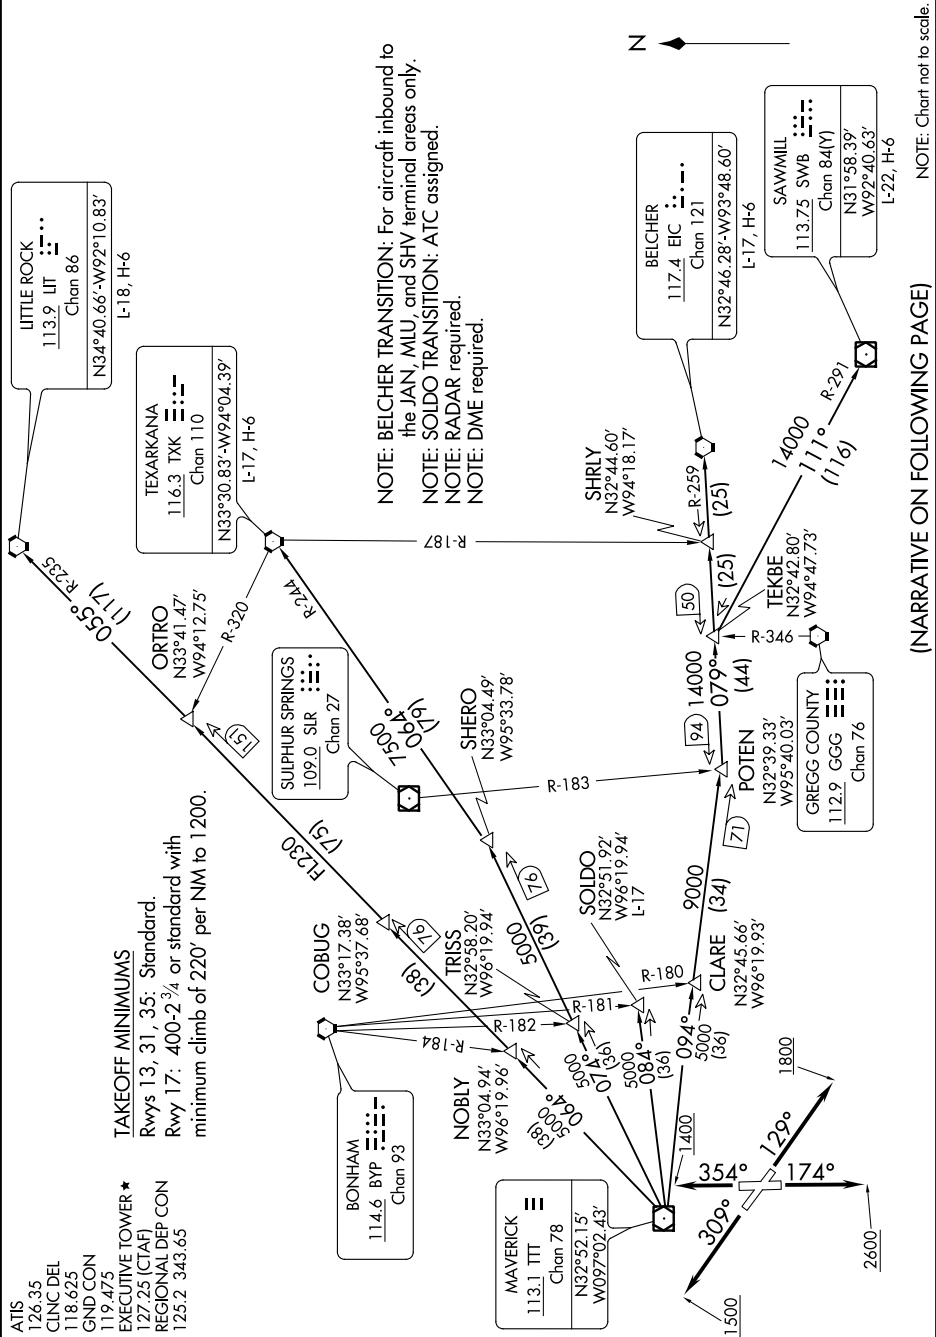 ATIS
126.35
CLNC DEL
118.625
GND CON
119.475
EXECUTIVE TOWER ★
127.25 (CTAF)
REGIONAL DEP CON
125.2 343.65
TAKEOFF MINIMUMS
Rwys 13, 31, 35: Standard.
Rwy 17: 400-2 ¾ or standard with
minimum climb of 220' per NM to 1200.
LITTLE ROCK
113.9 LIT
Chan 86
N34°40.66'-W92°10.83'
L-18, H-6
TEXARKANA
116.3 TXK
Chan 110
N33°30.83'-W94°04.39'
L-17, H-6
NOTE: BELCHER TRANSITION: For aircraft inbound to
the JAN, MLU, and SHV terminal areas only.
NOTE: SOLDO TRANSITION: ATC assigned.
NOTE: RADAR required.
NOTE: DME required.
N
BELCHER
117.4 EIC
Chan 121
N32°46.28'-W93°48.60'
L-17, H-6
SAWMILL
113.75 SWB
Chan 84(Y)
N31°58.39'
W92°40.63'
L-22, H-6
SULPHUR SPRINGS
109.0 SLR
Chan 27
BONHAM
114.6 BYP
Chan 93
MAVERICK
113.1 TTT
Chan 78
N32°52.15'
W097°02.43'
GREGG COUNTY
112.9 GGG
Chan 76
ORTRO
N33°41.47'
W94°12.75'
COBUG
N33°17.38'
W95°37.68'
NOBLY
N33°04.94'
W96°19.96'
TRISS
N32°58.20'
W96°19.94'
SHERO
N33°04.49'
W95°33.78'
SOLDO
N32°51.92'
W96°19.94'
L-17
CLARE
N32°45.66'
W96°19.93'
POTEN
N32°39.33'
W95°40.03'
TEKBE
N32°42.80'
W94°47.73'
SHRLY
N32°44.60'
W94°18.17'
R-235
055°
(117)
R-320
151
FL230
(75)
76
(38)
064°
5000
(38)
R-244
7500
064°
(79)
76
5000
(39)
074°
5000
(36)
084°
5000
(36)
094°
5000
(36)
R-184
R-182
R-181
R-180
R-183
R-187
9000
(34)
71
94
14000
079°
(44)
50
(25)
R-259
(25)
R-346
14000
111°
(116)
R-291
1400
354°
174°
129°
309°
1800
2600
1500
(NARRATIVE ON FOLLOWING PAGE)
NOTE: Chart not to scale.